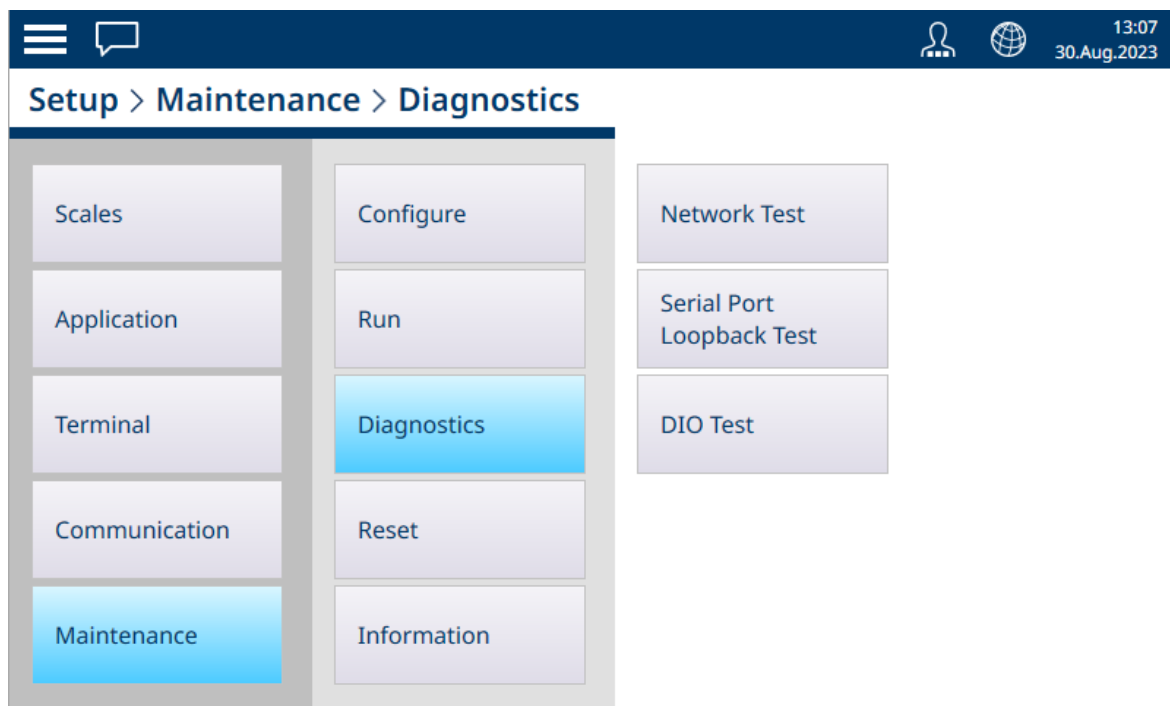 13:07
30.Aug.2023
Setup > Maintenance > Diagnostics
Scales
Application
Terminal
Communication
Maintenance
Configure
Run
Diagnostics
Reset
Information
Network Test
Serial Port
Loopback Test
DIO Test